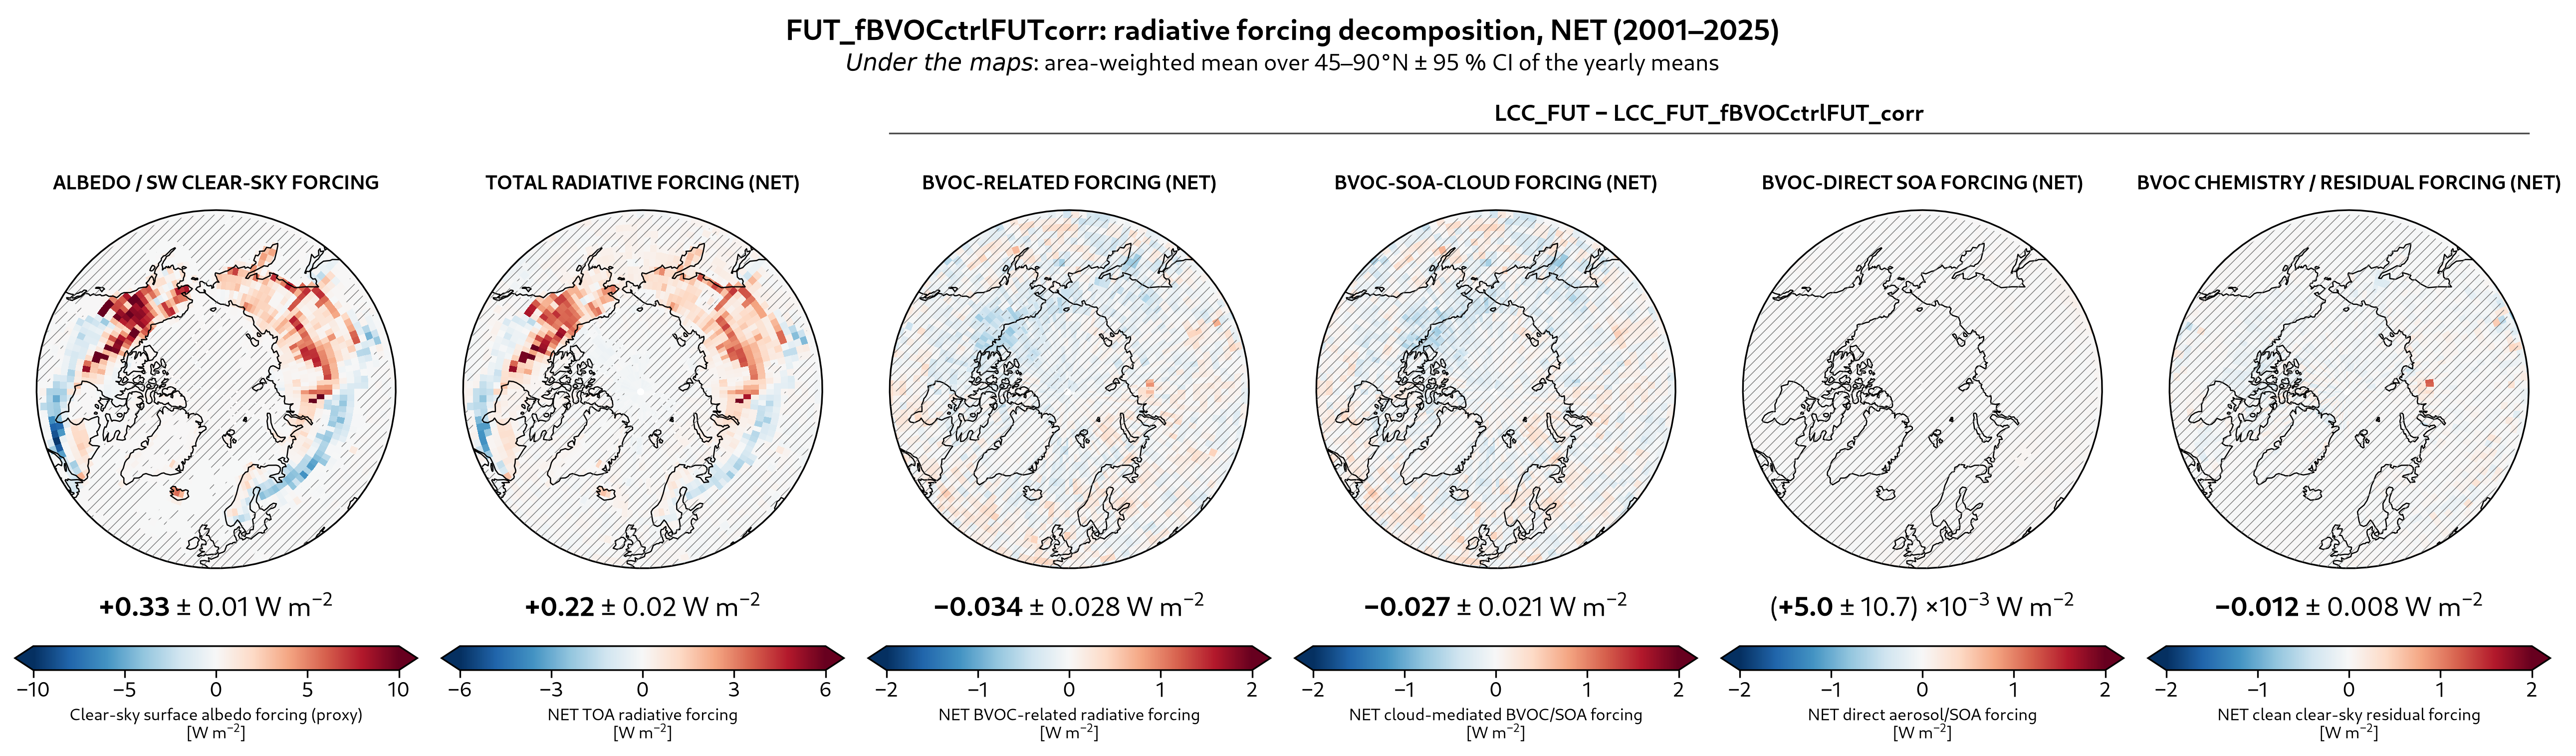 FUT_fBVOCctrlFUTcorr: radiative forcing decomposition, NET (2001–2025)
Under the maps: area-weighted mean over 45–90°N ± 95 % CI of the yearly means
LCC_FUT − LCC_FUT_fBVOCctrlFUT_corr
ALBEDO / SW CLEAR-SKY FORCING
TOTAL RADIATIVE FORCING (NET)
BVOC-RELATED FORCING (NET)
BVOC-SOA-CLOUD FORCING (NET)
BVOC-DIRECT SOA FORCING (NET)
BVOC CHEMISTRY / RESIDUAL FORCING (NET)
+0.33 ± 0.01 W m⁻²
+0.22 ± 0.02 W m⁻²
−0.034 ± 0.028 W m⁻²
−0.027 ± 0.021 W m⁻²
(+5.0 ± 10.7) ×10⁻³ W m⁻²
−0.012 ± 0.008 W m⁻²
−10 −5 0 5 10
Clear-sky surface albedo forcing (proxy)
[W m⁻²]
−6 −3 0 3 6
NET TOA radiative forcing
[W m⁻²]
−2 −1 0 1 2
NET BVOC-related radiative forcing
[W m⁻²]
−2 −1 0 1 2
NET cloud-mediated BVOC/SOA forcing
[W m⁻²]
−2 −1 0 1 2
NET direct aerosol/SOA forcing
[W m⁻²]
−2 −1 0 1 2
NET clean clear-sky residual forcing
[W m⁻²]